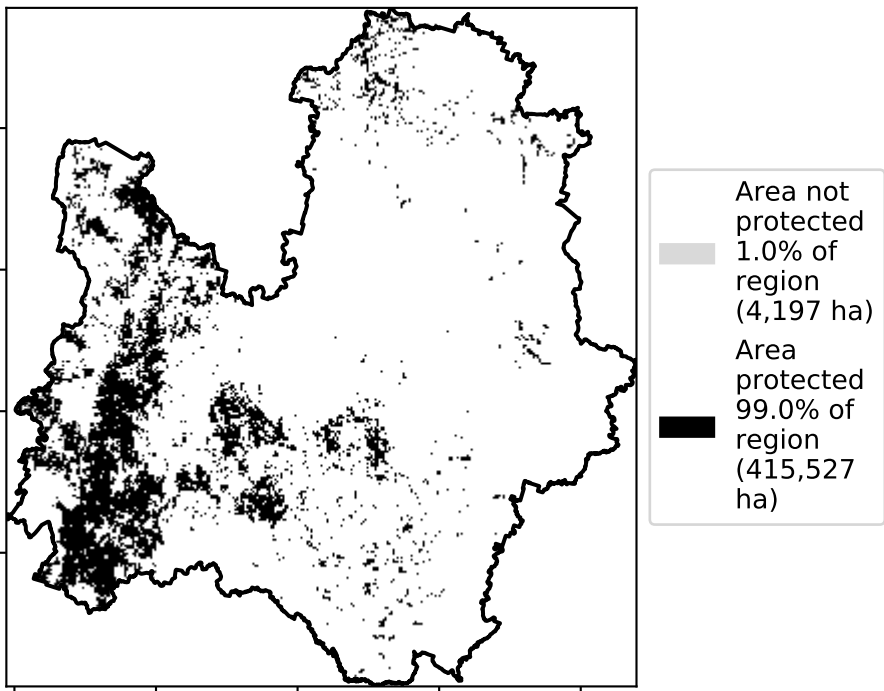 Area not
protected
1.0% of
region
(4,197 ha)
Area
protected
99.0% of
region
(415,527
ha)